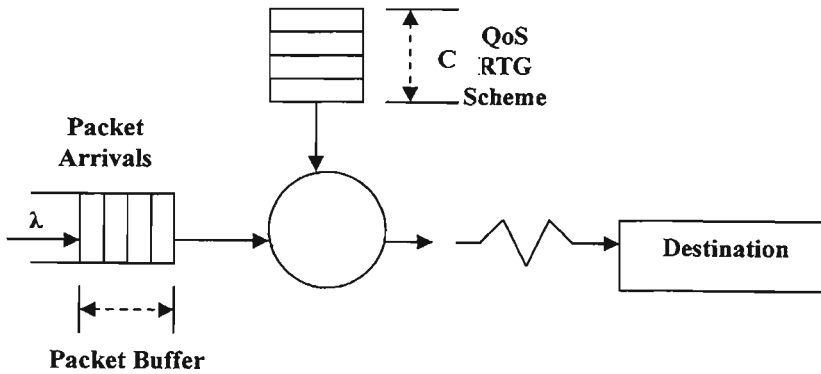 QoS
C RTG
Scheme
Packet
Arrivals
λ
Destination
Packet Buffer